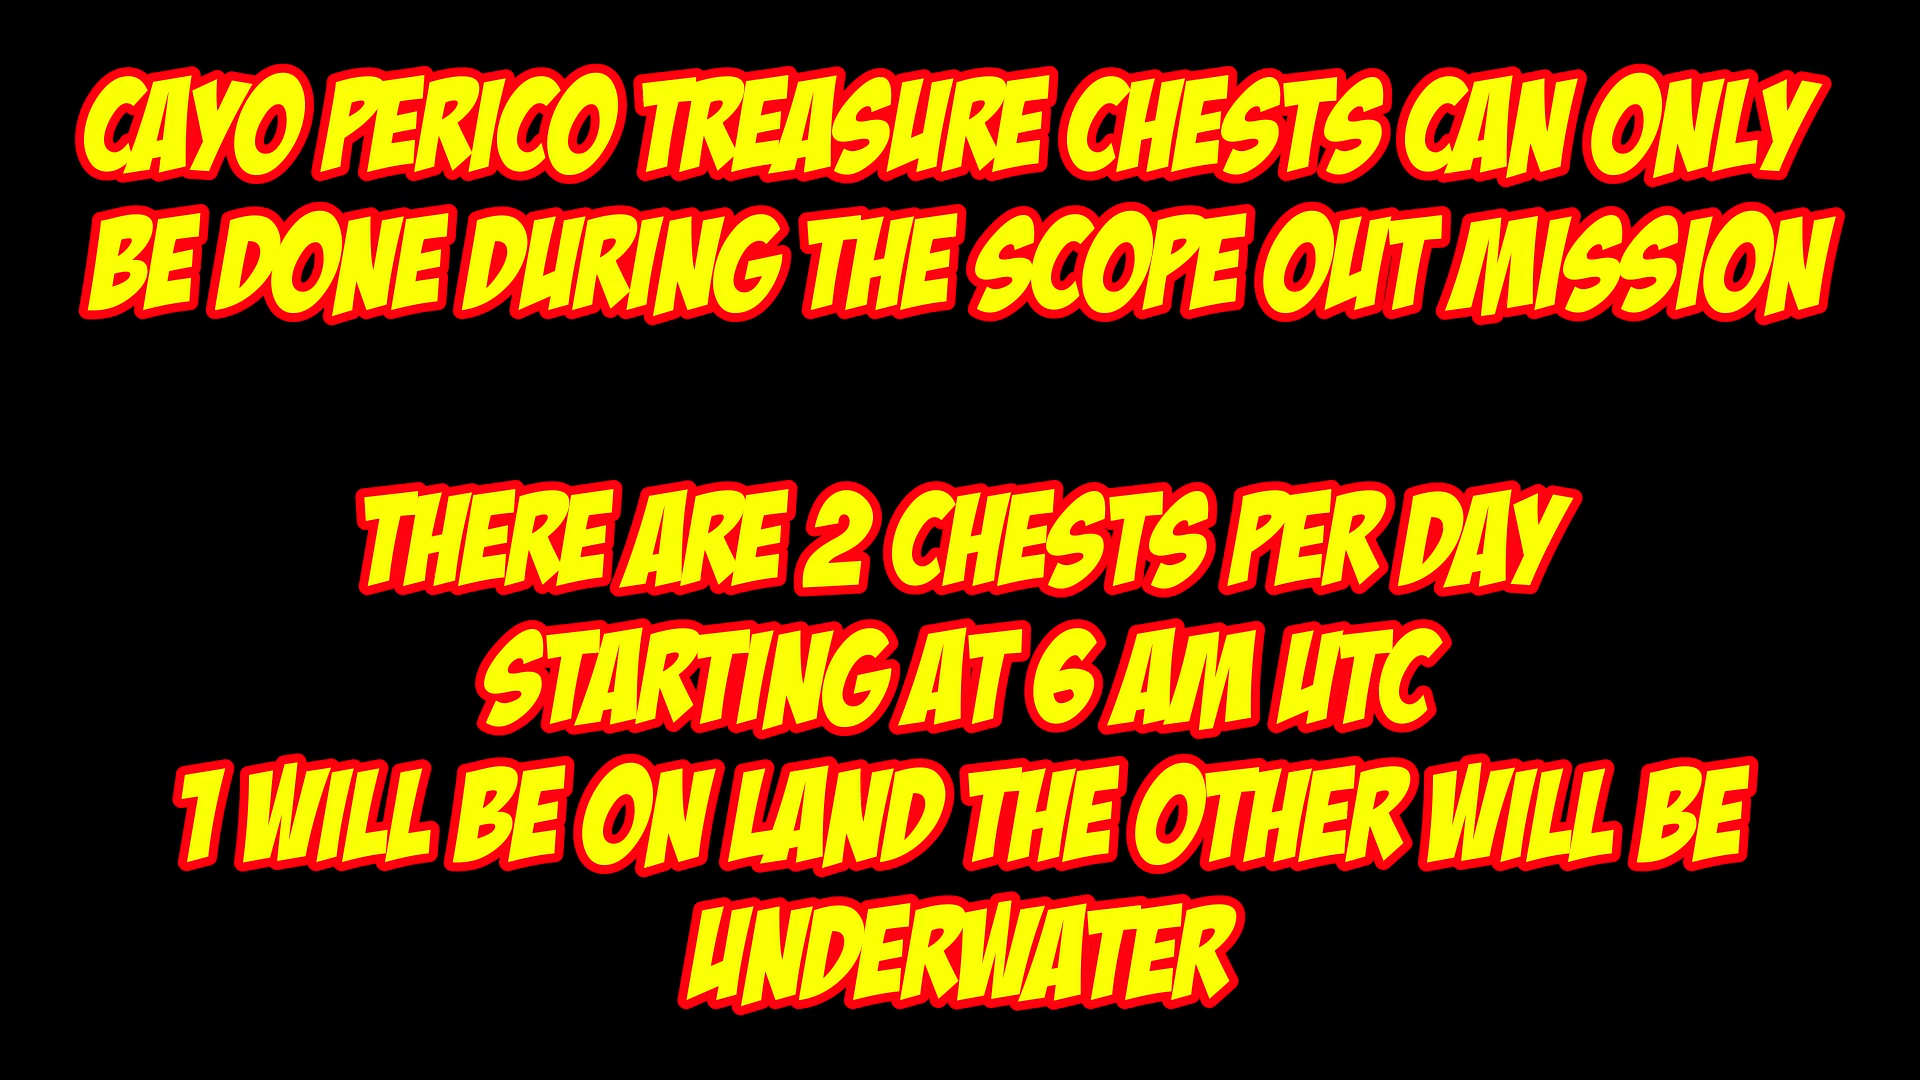 CAYO PERICO TREASURE CHESTS CAN ONLY
BE DONE DURING THE SCOPE OUT MISSION
THERE ARE 2 CHESTS PER DAY
STARTING AT 6 AM UTC
1 WILL BE ON LAND THE OTHER WILL BE
UNDERWATER